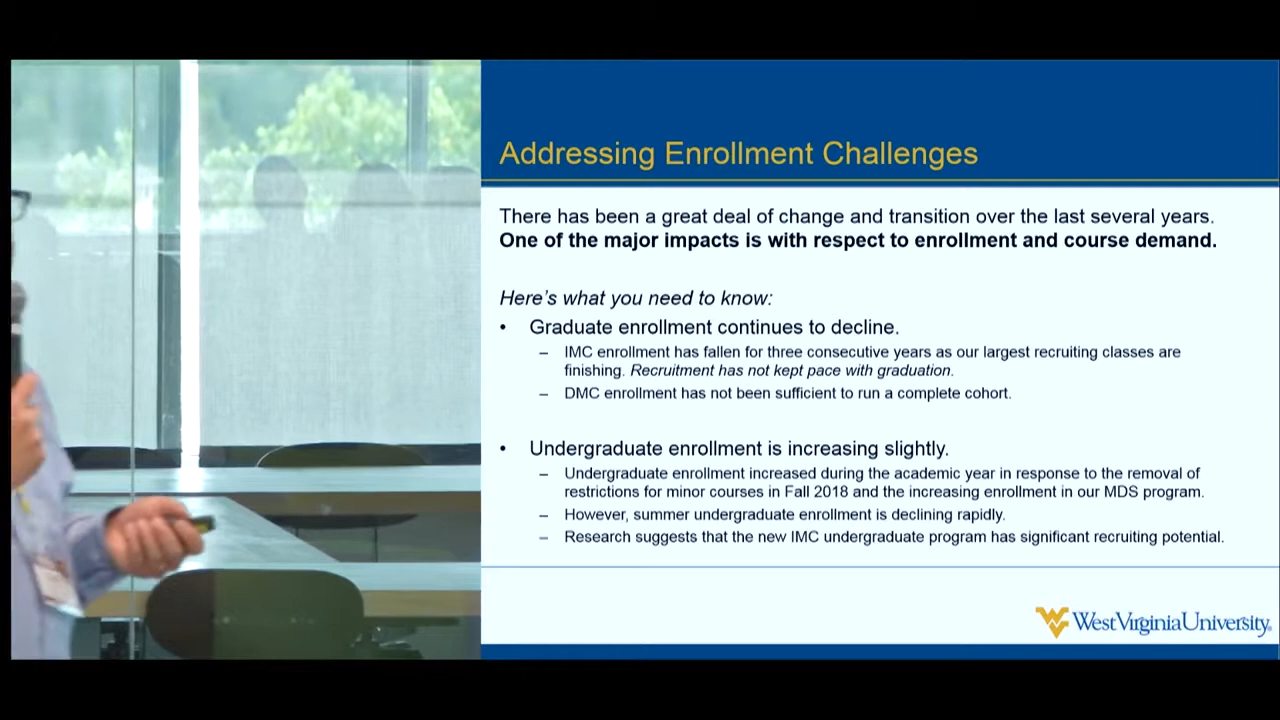 Addressing Enrollment Challenges
There has been a great deal of change and transition over the last several years.
One of the major impacts is with respect to enrollment and course demand.
Here's what you need to know:
• Graduate enrollment continues to decline.
– IMC enrollment has fallen for three consecutive years as our largest recruiting classes are
finishing. Recruitment has not kept pace with graduation.
– DMC enrollment has not been sufficient to run a complete cohort.
• Undergraduate enrollment is increasing slightly.
– Undergraduate enrollment increased during the academic year in response to the removal of
restrictions for minor courses in Fall 2018 and the increasing enrollment in our MDS program.
– However, summer undergraduate enrollment is declining rapidly.
– Research suggests that the new IMC undergraduate program has significant recruiting potential.
WV WestVirginiaUniversity®